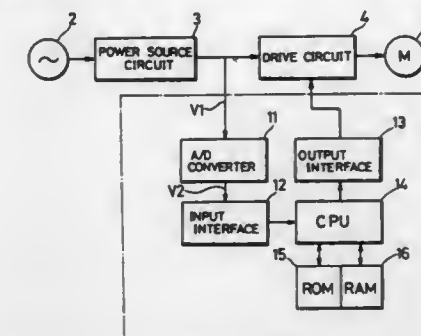 2
3
4
POWER SOURCE
CIRCUIT
DRIVE CIRCUIT
M
V1
11
13
A/D
CONVERTER
OUTPUT
INTERFACE
V2
12
14
INPUT
INTERFACE
CPU
15
16
ROM
RAM